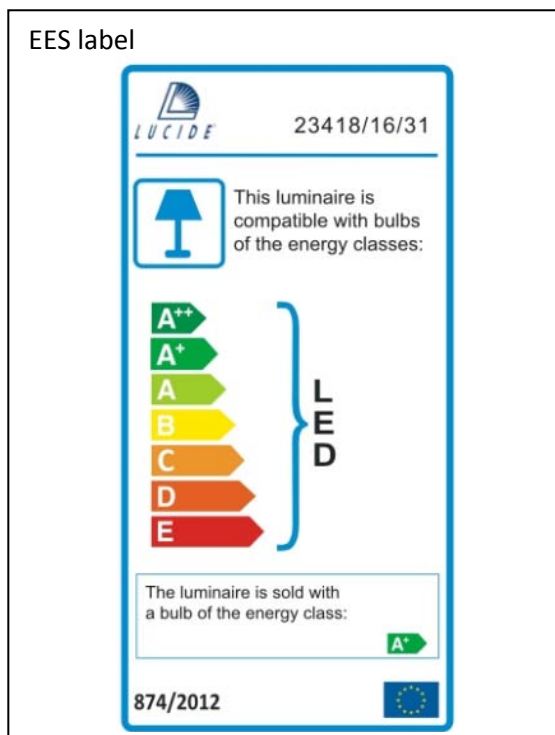 EES label
LUCIDE
23418/16/31
This luminaire is
compatible with bulbs
of the energy classes:
A++
A+
A
B
C
D
E
LED
The luminaire is sold with
a bulb of the energy class:
A+
874/2012